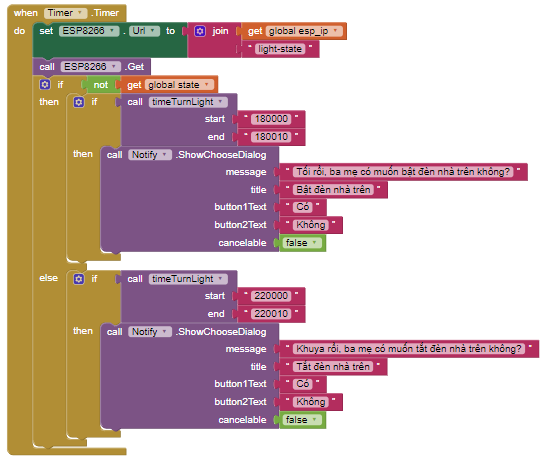 when Timer .Timer
do set ESP8266 . Url to join get global esp_ip
" light-state "
call ESP8266 .Get
if not get global state
then if call timeTurnLight
start " 180000 "
end " 180010 "
then call Notify .ShowChooseDialog
message " Tối rồi, ba mẹ có muốn bật đèn nhà trên không? "
title " Bật đèn nhà trên "
button1Text " Có "
button2Text " Không "
cancelable false
else if call timeTurnLight
start " 220000 "
end " 220010 "
then call Notify .ShowChooseDialog
message " Khuya rồi, ba mẹ có muốn tắt đèn nhà trên không? "
title " Tắt đèn nhà trên "
button1Text " Có "
button2Text " Không "
cancelable false